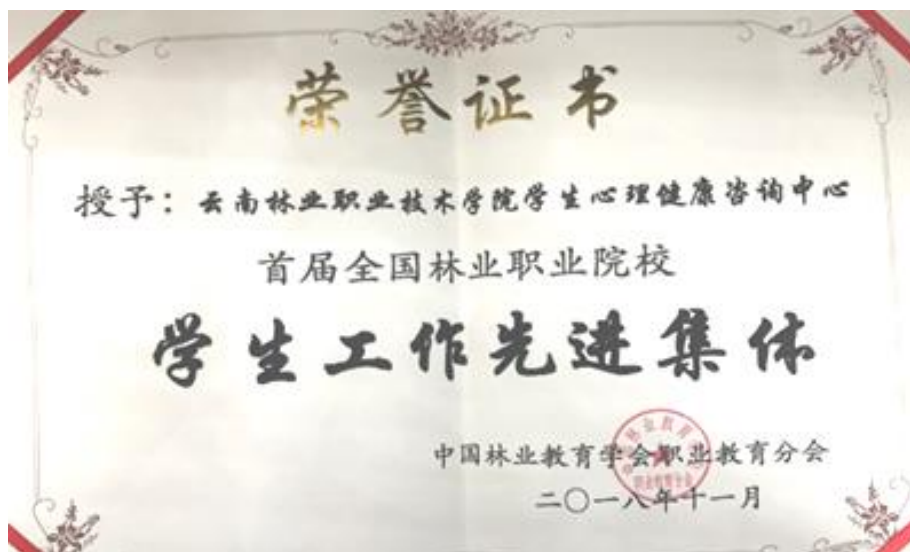 荣誉证书
授予：云南林业职业技术学院学生心理健康咨询中心
首届全国林业职业院校
学生工作先进集体
中国林业教育学会职业教育分会
二〇一八年十一月